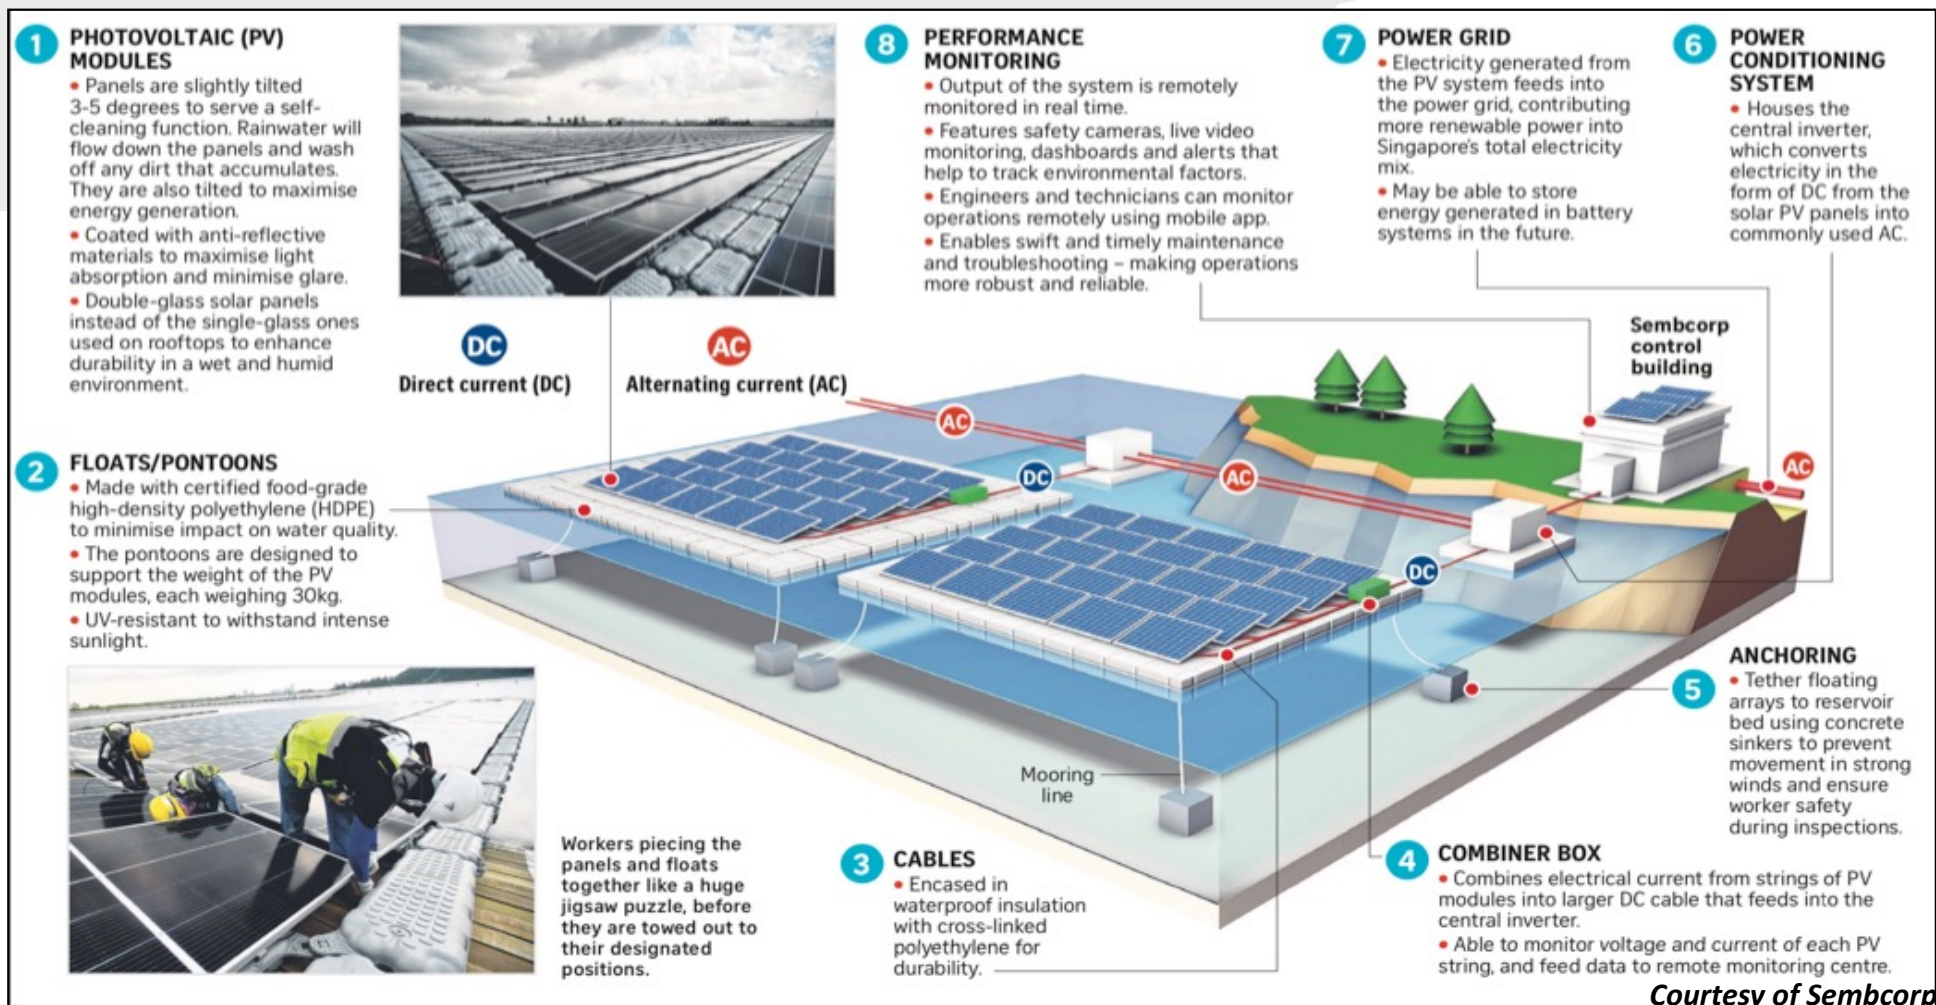 1
PHOTOVOLTAIC (PV)
MODULES
• Panels are slightly tilted
3-5 degrees to serve a self-
cleaning function. Rainwater will
flow down the panels and wash
off any dirt that accumulates.
They are also tilted to maximise
energy generation.
• Coated with anti-reflective
materials to maximise light
absorption and minimise glare.
• Double-glass solar panels
instead of the single-glass ones
used on rooftops to enhance
durability in a wet and humid
environment.
8
PERFORMANCE
MONITORING
• Output of the system is remotely
monitored in real time.
• Features safety cameras, live video
monitoring, dashboards and alerts that
help to track environmental factors.
• Engineers and technicians can monitor
operations remotely using mobile app.
• Enables swift and timely maintenance
and troubleshooting – making operations
more robust and reliable.
7
POWER GRID
• Electricity generated from
the PV system feeds into
the power grid, contributing
more renewable power into
Singapore's total electricity
mix.
• May be able to store
energy generated in battery
systems in the future.
6
POWER
CONDITIONING
SYSTEM
• Houses the
central inverter,
which converts
electricity in the
form of DC from the
solar PV panels into
commonly used AC.
DC
Direct current (DC)
AC
Alternating current (AC)
Sembcorp
control
building
AC
DC
AC
AC
DC
2
FLOATS/PONTOONS
• Made with certified food-grade
high-density polyethylene (HDPE)
to minimise impact on water quality.
• The pontoons are designed to
support the weight of the PV
modules, each weighing 30kg.
• UV-resistant to withstand intense
sunlight.
5
ANCHORING
• Tether floating
arrays to reservoir
bed using concrete
sinkers to prevent
movement in strong
winds and ensure
worker safety
during inspections.
Mooring
line
Workers piecing the
panels and floats
together like a huge
jigsaw puzzle, before
they are towed out to
their designated
positions.
3
CABLES
• Encased in
waterproof insulation
with cross-linked
polyethylene for
durability.
4
COMBINER BOX
• Combines electrical current from strings of PV
modules into larger DC cable that feeds into the
central inverter.
• Able to monitor voltage and current of each PV
string, and feed data to remote monitoring centre.
Courtesy of Sembcorp